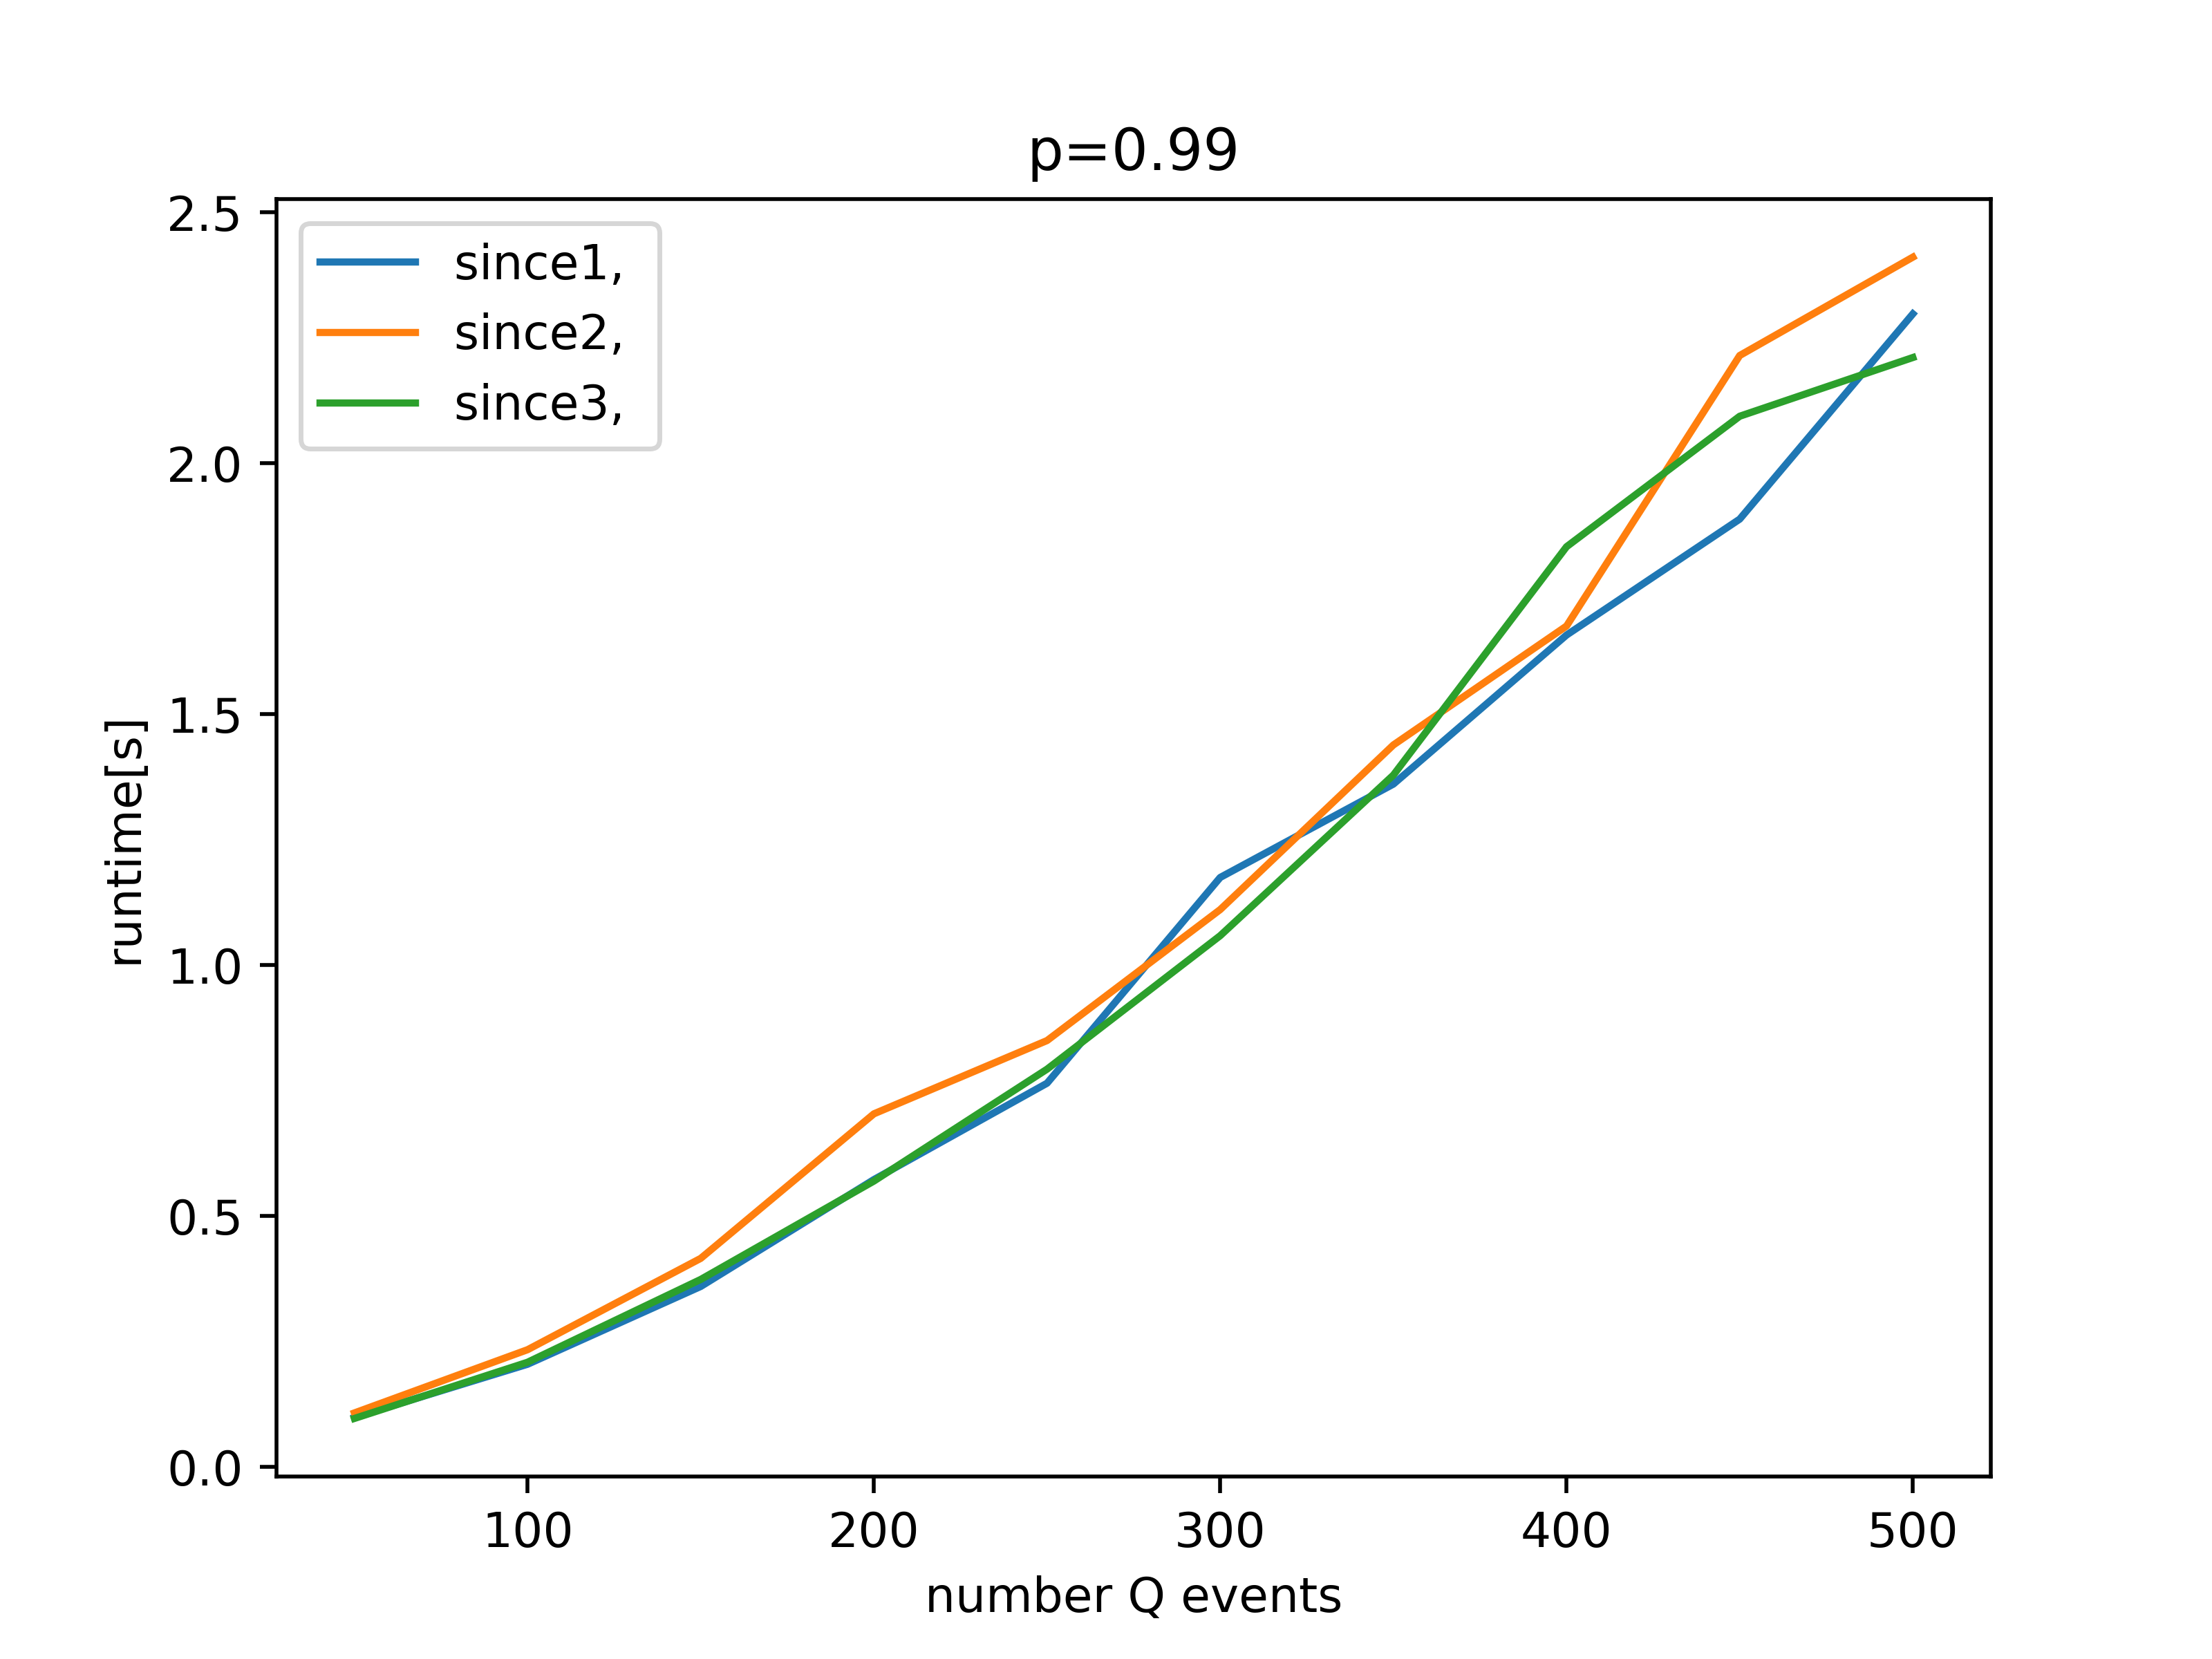 p=0.99
since1,
since2,
since3,
runtime[s]
2.5
2.0
1.5
1.0
0.5
0.0
100 200 300 400 500
number Q events